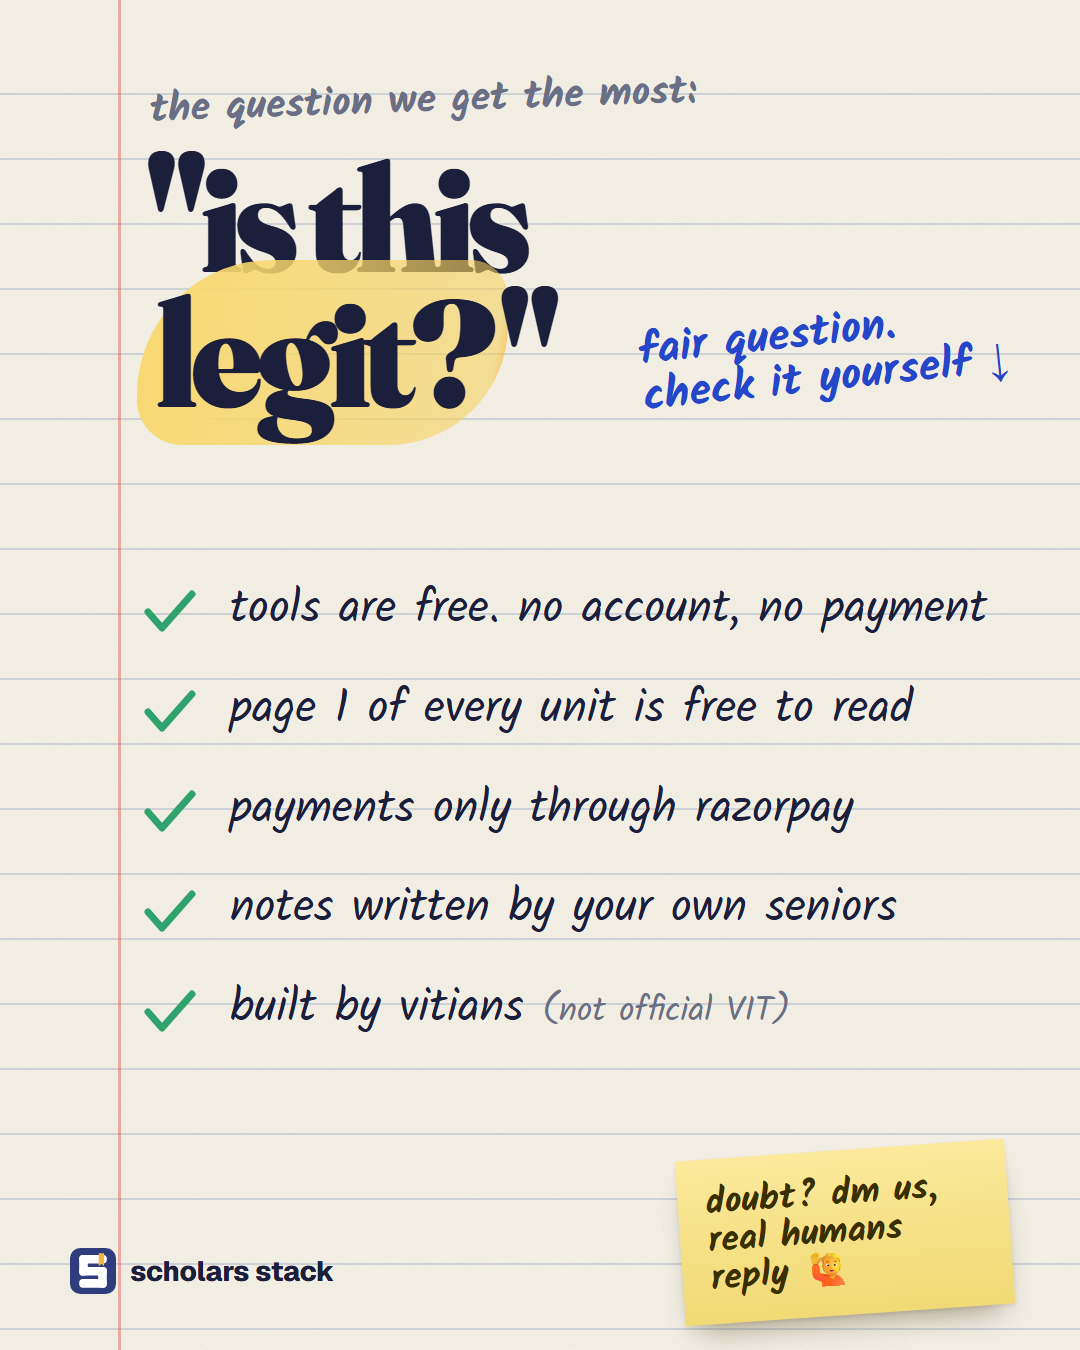 the question we get the most:
"is this
legit?"
fair question.
check it yourself ↓
tools are free. no account, no payment
page 1 of every unit is free to read
payments only through razorpay
notes written by your own seniors
built by vitians (not official VIT)
doubt? dm us,
real humans
reply 🙋
S scholars stack